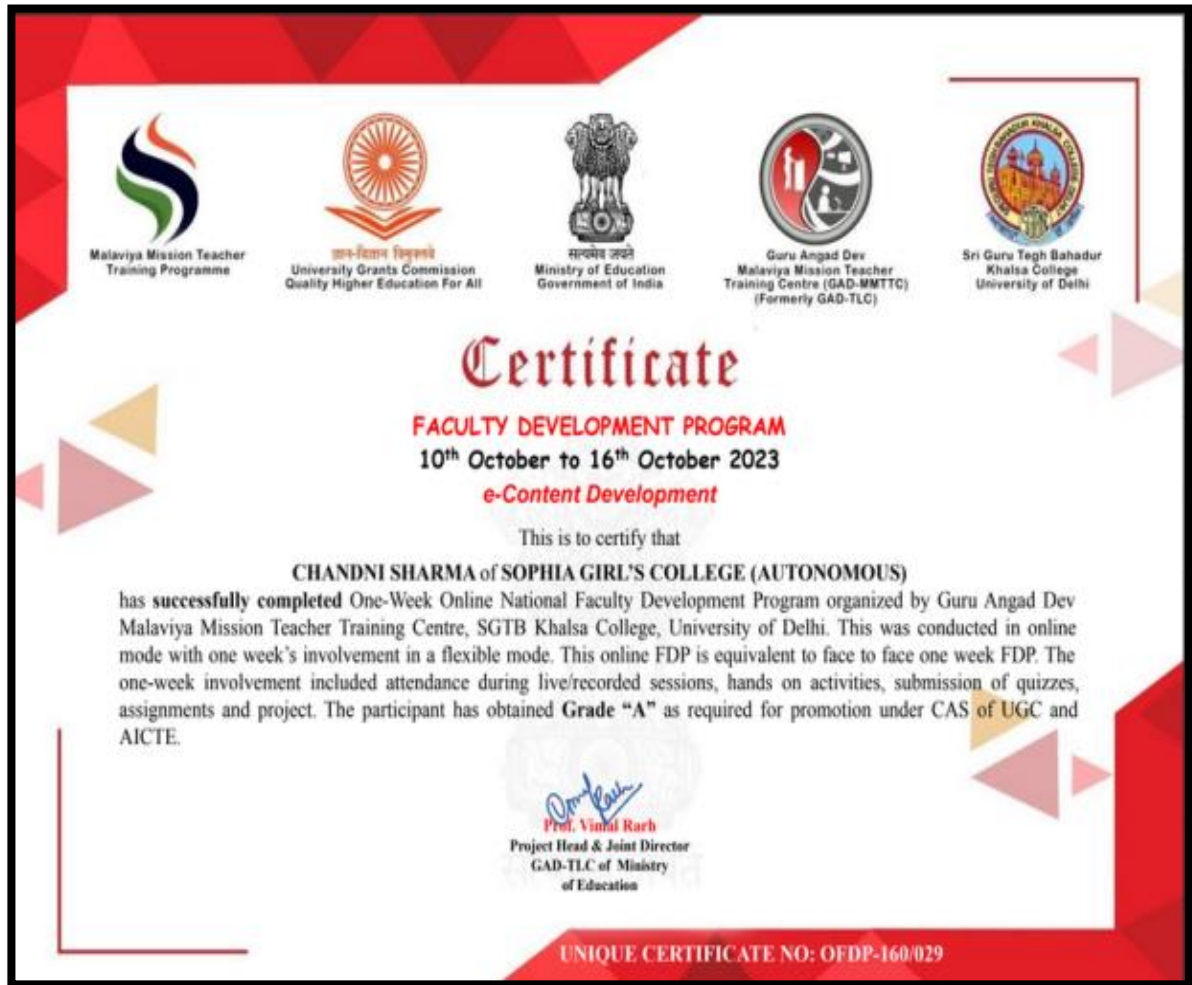 Malaviya Mission Teacher
Training Programme
ज्ञान-विज्ञान विमुक्तये
University Grants Commission
Quality Higher Education For All
सत्यमेव जयते
Ministry of Education
Government of India
Guru Angad Dev
Malaviya Mission Teacher
Training Centre (GAD-MMTTC)
(Formerly GAD-TLC)
Sri Guru Tegh Bahadur
Khalsa College
University of Delhi
Certificate
FACULTY DEVELOPMENT PROGRAM
10th October to 16th October 2023
e-Content Development
This is to certify that
CHANDNI SHARMA of SOPHIA GIRL'S COLLEGE (AUTONOMOUS)
has successfully completed One-Week Online National Faculty Development Program organized by Guru Angad Dev
Malaviya Mission Teacher Training Centre, SGTB Khalsa College, University of Delhi. This was conducted in online
mode with one week's involvement in a flexible mode. This online FDP is equivalent to face to face one week FDP. The
one-week involvement included attendance during live/recorded sessions, hands on activities, submission of quizzes,
assignments and project. The participant has obtained Grade “A” as required for promotion under CAS of UGC and
AICTE.
Prof. Vimal Rarh
Project Head & Joint Director
GAD-TLC of Ministry
of Education
UNIQUE CERTIFICATE NO: OFDP-160/029